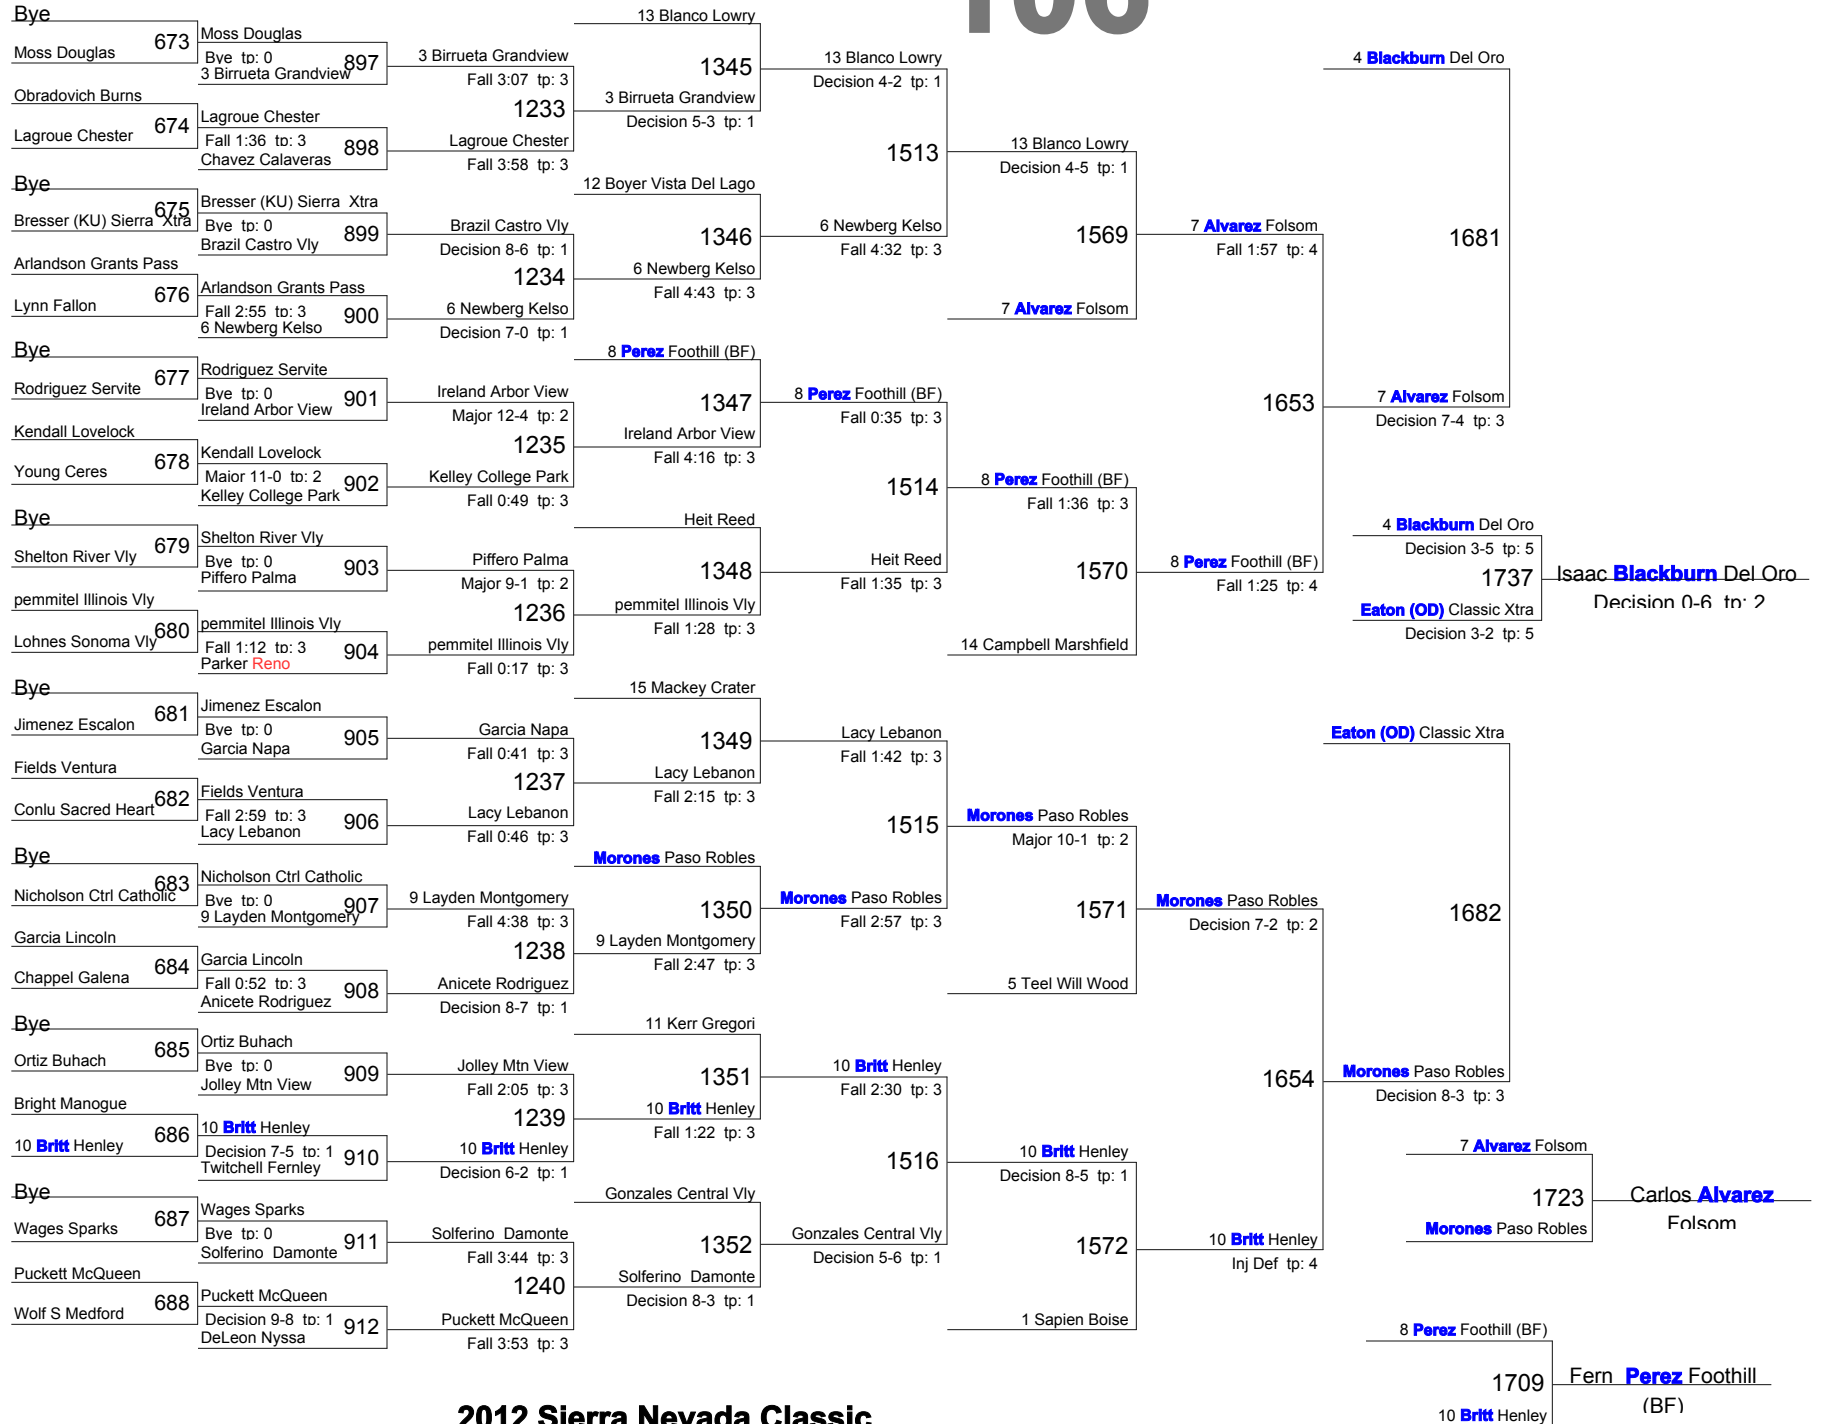 106
Bye
673
Moss Douglas
Moss Douglas
Bye tp: 0
897
3 Birrueta Grandview
Obradovich Burns
674
Lagroue Chester
Lagroue Chester
Fall 1:36 tp: 3
898
Chavez Calaveras
Bye
675
Bresser (KU) Sierra Xtra
Bresser (KU) Sierra Xtra
Bye tp: 0
899
Brazil Castro Vly
Arlandson Grants Pass
676
Lynn Fallon
Arlandson Grants Pass
Fall 2:55 tp: 3
900
6 Newberg Kelso
Bye
677
Rodriguez Servite
Rodriguez Servite
Bye tp: 0
901
Ireland Arbor View
Kendall Lovelock
678
Young Ceres
Kendall Lovelock
Major 11-0 tp: 2
902
Kelley College Park
Bye
679
Shelton River Vly
Shelton River Vly
Bye tp: 0
903
Piffero Palma
pemmitel Illinois Vly
680
Lohnes Sonoma Vly
pemmitel Illinois Vly
Fall 1:12 tp: 3
904
Parker Reno
Bye
681
Jimenez Escalon
Jimenez Escalon
Bye tp: 0
905
Garcia Napa
Fields Ventura
682
Conlu Sacred Heart
Fields Ventura
Fall 2:59 tp: 3
906
Lacy Lebanon
Bye
683
Nicholson Ctrl Catholic
Nicholson Ctrl Catholic
Bye tp: 0
907
9 Layden Montgomery
Garcia Lincoln
684
Chappel Galena
Garcia Lincoln
Fall 0:52 tp: 3
908
Anicete Rodriguez
Bye
685
Ortiz Buhach
Ortiz Buhach
Bye tp: 0
909
Jolley Mtn View
Bright Manogue
686
10 Britt Henley
10 Britt Henley
Decision 7-5 tp: 1
910
Twitchell Fernley
Bye
687
Wages Sparks
Wages Sparks
Bye tp: 0
911
Solferino Damonte
Puckett McQueen
688
Wolf S Medford
Puckett McQueen
Decision 9-8 tp: 1
912
DeLeon Nyssa
3 Birrueta Grandview
Fall 3:07 tp: 3
1233
Lagroue Chester
Fall 3:58 tp: 3
Brazil Castro Vly
Decision 8-6 tp: 1
1234
6 Newberg Kelso
Decision 7-0 tp: 1
Ireland Arbor View
Major 12-4 tp: 2
1235
Kelley College Park
Fall 0:49 tp: 3
Piffero Palma
Major 9-1 tp: 2
1236
pemmitel Illinois Vly
Fall 0:17 tp: 3
Garcia Napa
Fall 0:41 tp: 3
1237
Lacy Lebanon
Fall 0:46 tp: 3
9 Layden Montgomery
Fall 4:38 tp: 3
1238
Anicete Rodriguez
Decision 8-7 tp: 1
Jolley Mtn View
Fall 2:05 tp: 3
1239
10 Britt Henley
Decision 6-2 tp: 1
Solferino Damonte
Fall 3:44 tp: 3
1240
Puckett McQueen
Fall 3:53 tp: 3
13 Blanco Lowry
1345
3 Birrueta Grandview
Decision 5-3 tp: 1
12 Boyer Vista Del Lago
1346
6 Newberg Kelso
Fall 4:43 tp: 3
8 Perez Foothill (BF)
1347
Ireland Arbor View
Fall 4:16 tp: 3
Heit Reed
1348
pemmitel Illinois Vly
Fall 1:28 tp: 3
15 Mackey Crater
1349
Lacy Lebanon
Fall 2:15 tp: 3
Morones Paso Robles
1350
9 Layden Montgomery
Fall 2:47 tp: 3
11 Kerr Gregori
1351
10 Britt Henley
Fall 1:22 tp: 3
Gonzales Central Vly
1352
Solferino Damonte
Decision 8-3 tp: 1
13 Blanco Lowry
Decision 4-2 tp: 1
1513
6 Newberg Kelso
Fall 4:32 tp: 3
8 Perez Foothill (BF)
Fall 0:35 tp: 3
1514
Heit Reed
Fall 1:35 tp: 3
Lacy Lebanon
Fall 1:42 tp: 3
1515
Morones Paso Robles
Fall 2:57 tp: 3
10 Britt Henley
Fall 2:30 tp: 3
1516
Gonzales Central Vly
Decision 5-6 tp: 1
13 Blanco Lowry
Decision 4-5 tp: 1
1569
7 Alvarez Folsom
8 Perez Foothill (BF)
Fall 1:36 tp: 3
1570
14 Campbell Marshfield
Morones Paso Robles
Major 10-1 tp: 2
1571
5 Teel Will Wood
10 Britt Henley
Decision 8-5 tp: 1
1572
1 Sapien Boise
7 Alvarez Folsom
Fall 1:57 tp: 4
1653
8 Perez Foothill (BF)
Fall 1:25 tp: 4
Morones Paso Robles
Decision 7-2 tp: 2
1654
10 Britt Henley
Inj Def tp: 4
4 Blackburn Del Oro
1681
7 Alvarez Folsom
Decision 7-4 tp: 3
Eaton (OD) Classic Xtra
1682
Morones Paso Robles
Decision 8-3 tp: 3
4 Blackburn Del Oro
Decision 3-5 tp: 5
1737
Eaton (OD) Classic Xtra
Decision 3-2 tp: 5
Isaac Blackburn Del Oro
Decision 0-6 tp: 2
7 Alvarez Folsom
1723
Morones Paso Robles
Carlos Alvarez
Folsom
8 Perez Foothill (BF)
1709
10 Britt Henley
Fern Perez Foothill
(BF)
2012 Sierra Nevada Classic